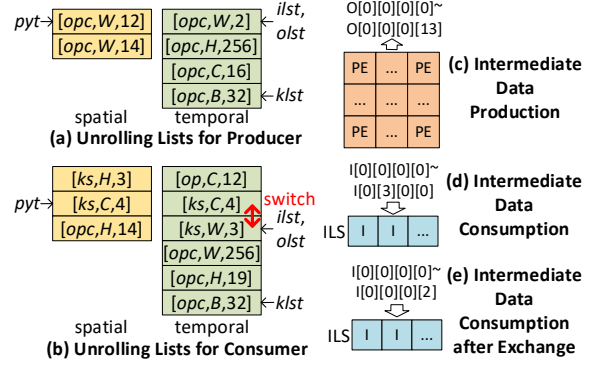 pyt→ [opc,W,12] [opc,W,2] ←ilst, olst
[opc,W,14] [opc,H,256]
[opc,C,16]
[opc,B,32] ←klst
spatial temporal
(a) Unrolling Lists for Producer
O[0][0][0][0]~
O[0][0][0][13]
PE ... PE
... ... ...
PE ... PE
(c) Intermediate
Data
Production
[ks,H,3] [op,C,12]
pyt→ [ks,C,4] [ks,C,4] switch
[opc,H,14] [ks,W,3] ←ilst, olst
[opc,W,256]
[opc,H,19]
[opc,B,32] ←klst
spatial temporal
(b) Unrolling Lists for Consumer
I[0][0][0][0]~
I[0][3][0][0]
ILS I I ...
(d) Intermediate
Data
Consumption
I[0][0][0][0]~
I[0][0][0][2]
ILS I I ...
(e) Intermediate
Data
Consumption
after Exchange